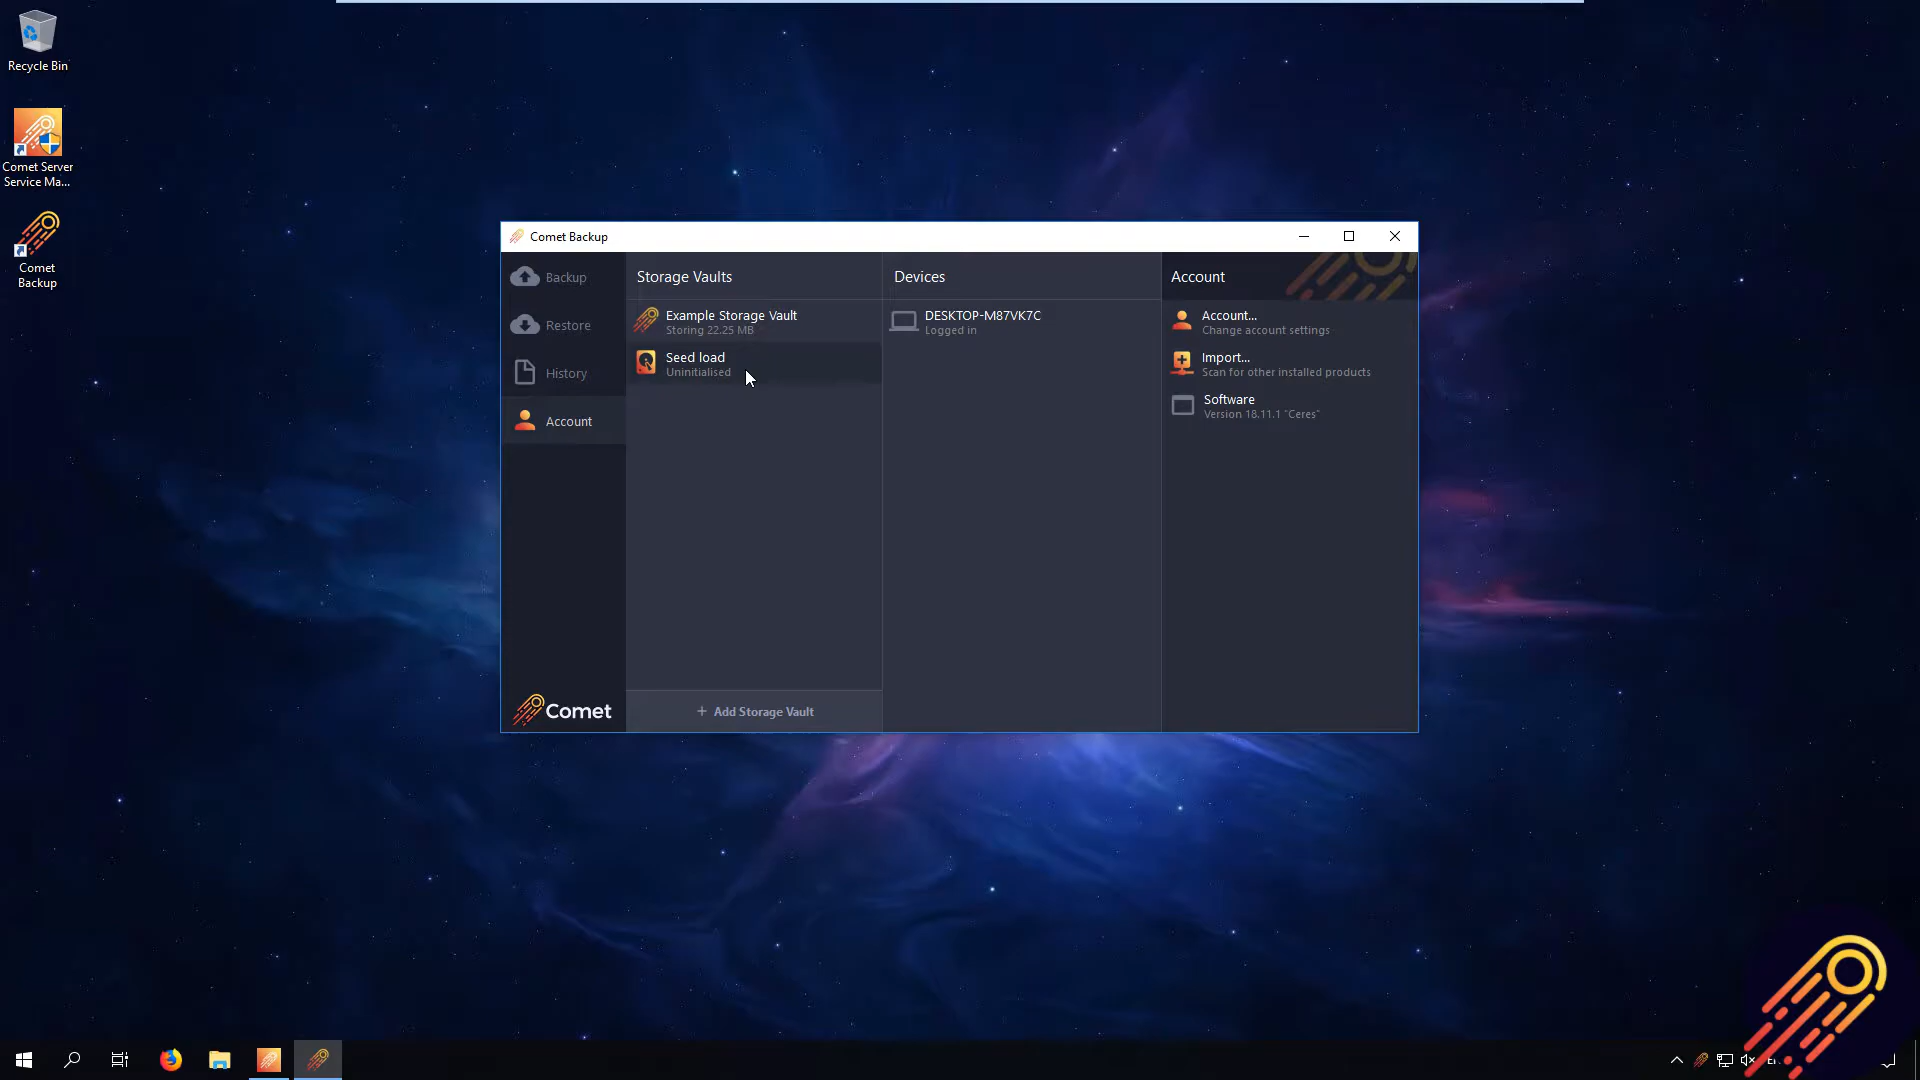 Recycle Bin
Comet Server
Service Ma...
Comet
Backup
Comet Backup
Backup
Restore
History
Account
Comet
Storage Vaults
Example Storage Vault
Storing 22.25 MB
Seed load
Uninitialised
+ Add Storage Vault
Devices
DESKTOP-M87VK7C
Logged in
Account
Account...
Change account settings
Import...
Scan for other installed products
Software
Version 18.11.1 "Ceres"